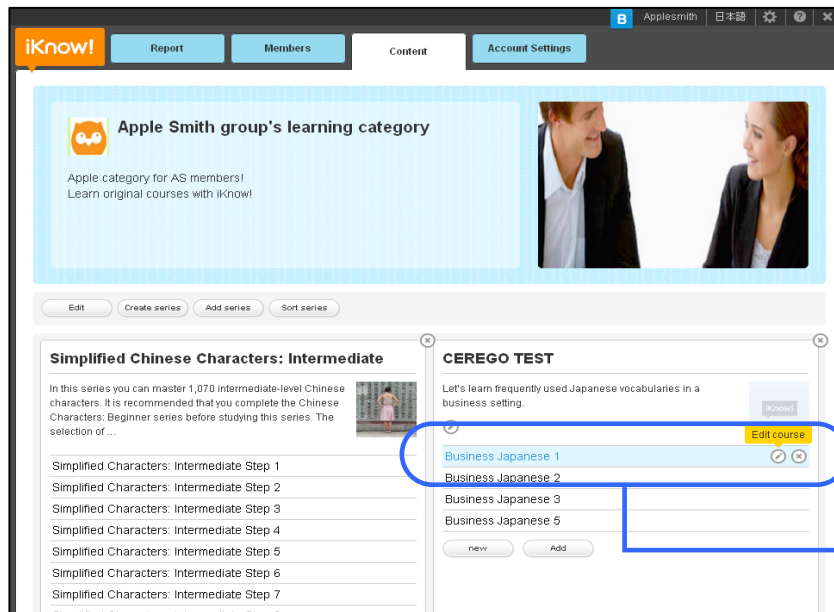 B Applesmith 日本語
iKnow!
Report Members Content Account Settings
Apple Smith group's learning category
Apple category for AS members!
Learn original courses with iKnow!
Edit Create series Add series Sort series
Simplified Chinese Characters: Intermediate
In this series you can master 1,070 intermediate-level Chinese
characters. It is recommended that you complete the Chinese
Characters: Beginner series before studying this series. The
selection of ...
Simplified Characters: Intermediate Step 1
Simplified Characters: Intermediate Step 2
Simplified Characters: Intermediate Step 3
Simplified Characters: Intermediate Step 4
Simplified Characters: Intermediate Step 5
Simplified Characters: Intermediate Step 6
Simplified Characters: Intermediate Step 7
CEREGO TEST
Let's learn frequently used Japanese vocabularies in a
business setting.
iKnow!
Edit course
Business Japanese 1
Business Japanese 2
Business Japanese 3
Business Japanese 5
new Add